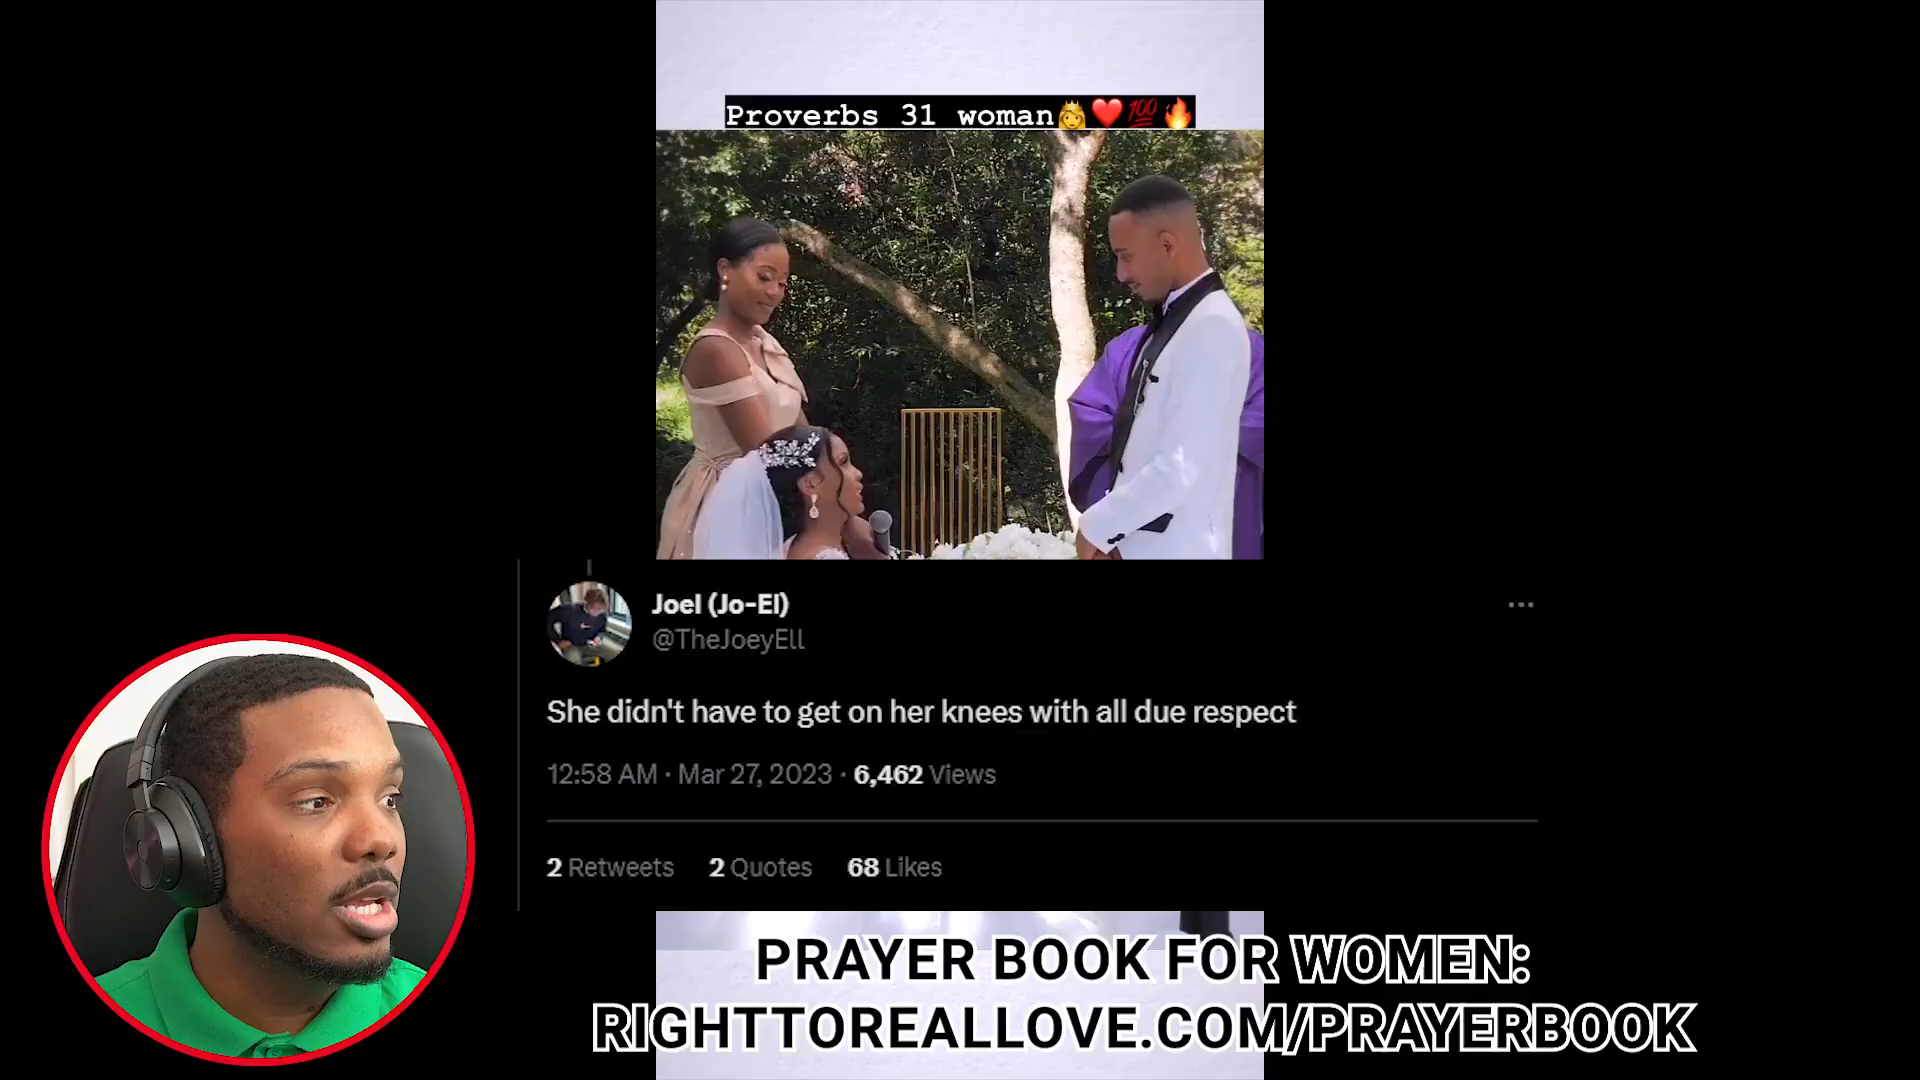 Proverbs 31 woman👸❤️💯🔥
Joel (Jo-El)
@TheJoeyEll
She didn't have to get on her knees with all due respect
12:58 AM · Mar 27, 2023 · 6,462 Views
2 Retweets 2 Quotes 68 Likes
PRAYER BOOK FOR WOMEN:
RIGHTTOREALLOVE.COM/PRAYERBOOK